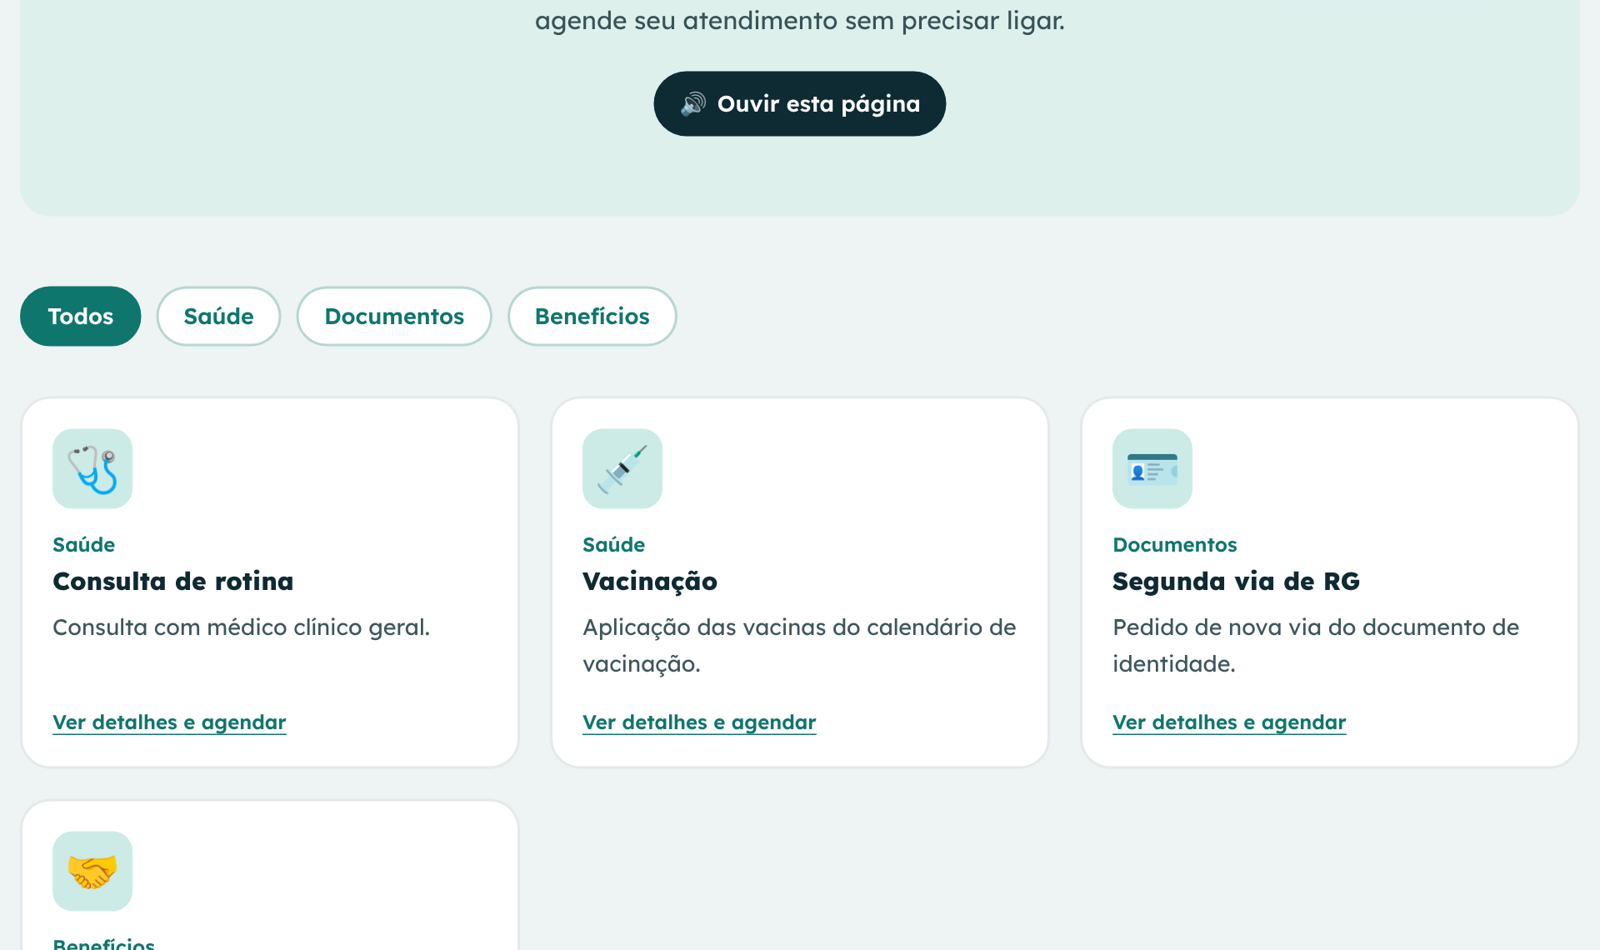 agende seu atendimento sem precisar ligar.
Ouvir esta página
Todos
Saúde
Documentos
Benefícios
Saúde
Consulta de rotina
Consulta com médico clínico geral.
Ver detalhes e agendar
Saúde
Vacinação
Aplicação das vacinas do calendário de
vacinação.
Ver detalhes e agendar
Documentos
Segunda via de RG
Pedido de nova via do documento de
identidade.
Ver detalhes e agendar
Benefícios